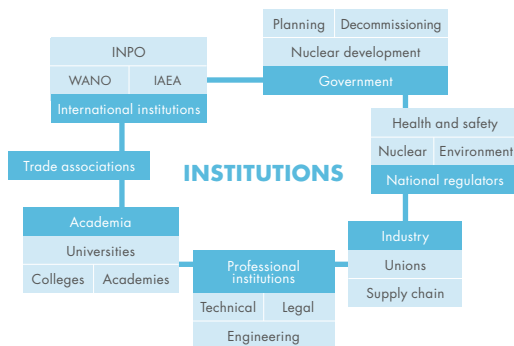 Planning Decommissioning
Nuclear development
Government
INPO
WANO IAEA
International institutions
Health and safety
Nuclear Environment
National regulators
Trade associations
INSTITUTIONS
Academia
Universities
Colleges Academies
Professional
institutions
Technical Legal
Engineering
Industry
Unions
Supply chain